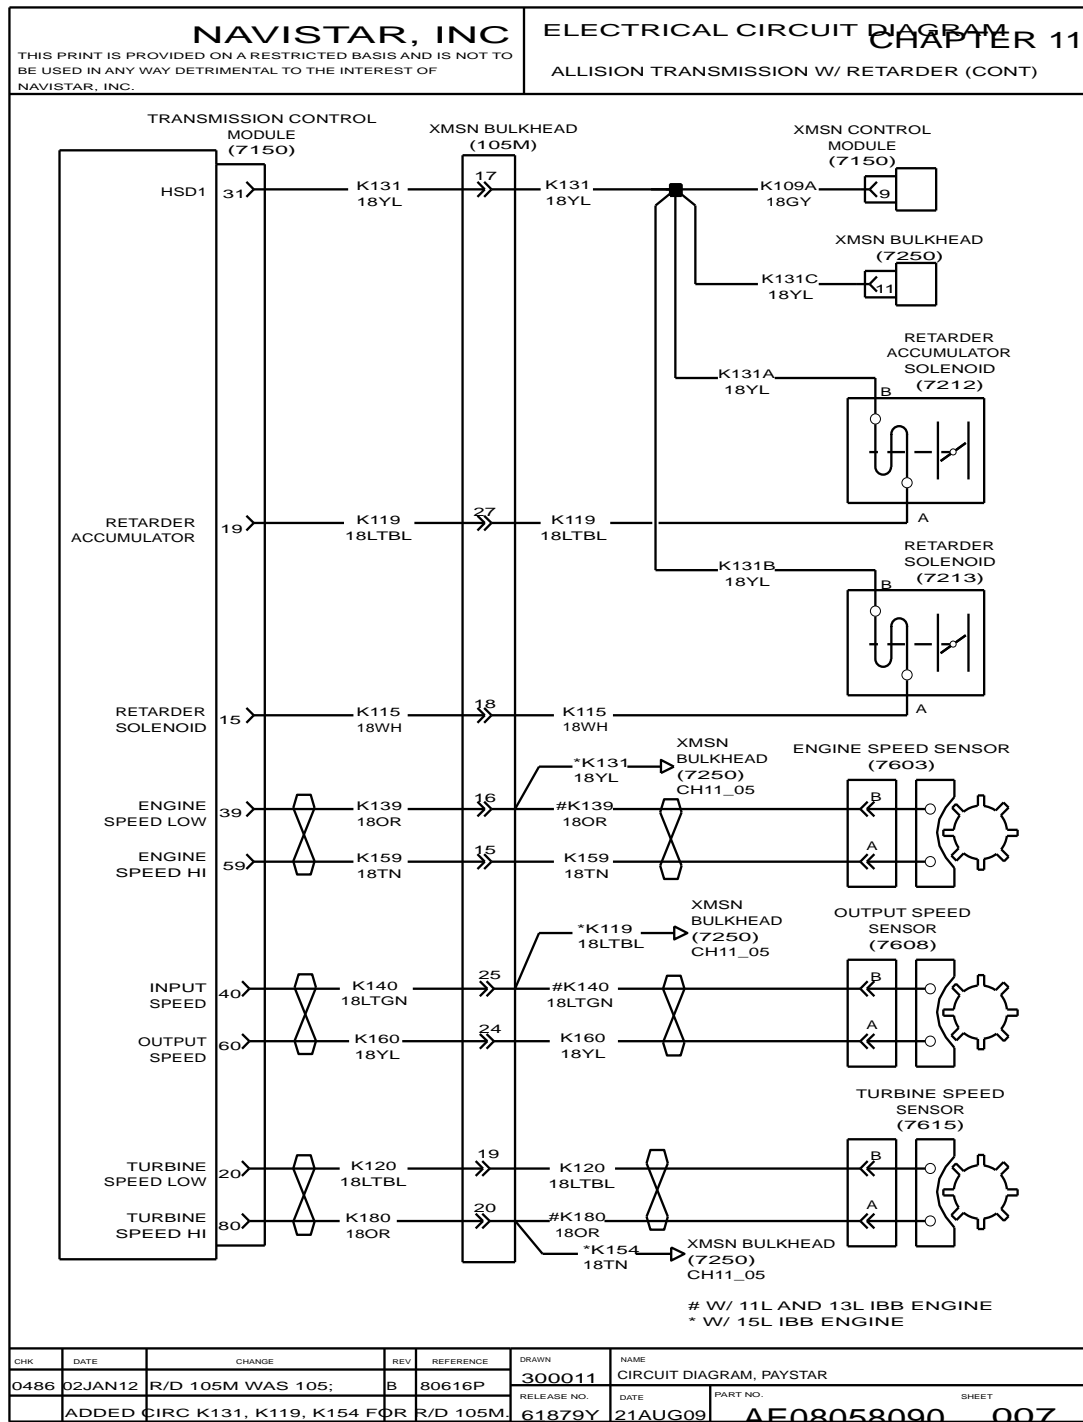 NAVISTAR, INC
THIS PRINT IS PROVIDED ON A RESTRICTED BASIS AND IS NOT TO
BE USED IN ANY WAY DETRIMENTAL TO THE INTEREST OF
NAVISTAR, INC.
ELECTRICAL CIRCUIT DIAGRAM
CHAPTER 11
ALLISION TRANSMISSION W/ RETARDER (CONT)
TRANSMISSION CONTROL
MODULE
(7150)
XMSN BULKHEAD
(105M)
XMSN CONTROL
MODULE
(7150)
HSD1
31
K131
18YL
17
K131
18YL
K109A
18GY
9
XMSN BULKHEAD
(7250)
K131C
18YL
11
RETARDER
ACCUMULATOR
SOLENOID
(7212)
K131A
18YL
B
A
RETARDER
ACCUMULATOR
19
K119
18LTBL
27
K119
18LTBL
RETARDER
SOLENOID
(7213)
K131B
18YL
B
A
RETARDER
SOLENOID
15
K115
18WH
18
K115
18WH
*K131
18YL
XMSN
BULKHEAD
(7250)
CH11_05
ENGINE SPEED SENSOR
(7603)
ENGINE
SPEED LOW
39
K139
18OR
16
#K139
18OR
B
ENGINE
SPEED HI
59
K159
18TN
15
K159
18TN
A
*K119
18LTBL
XMSN
BULKHEAD
(7250)
CH11_05
OUTPUT SPEED
SENSOR
(7608)
INPUT
SPEED
40
K140
18LTGN
25
#K140
18LTGN
B
OUTPUT
SPEED
60
K160
18YL
24
K160
18YL
A
TURBINE SPEED
SENSOR
(7615)
TURBINE
SPEED LOW
20
K120
18LTBL
19
K120
18LTBL
B
TURBINE
SPEED HI
80
K180
18OR
20
#K180
18OR
A
*K154
18TN
XMSN BULKHEAD
(7250)
CH11_05
# W/ 11L AND 13L IBB ENGINE
* W/ 15L IBB ENGINE
CHK DATE CHANGE REV REFERENCE
0486 02JAN12 R/D 105M WAS 105; B 80616P
ADDED CIRC K131, K119, K154 FOR R/D 105M.
DRAWN
300011
NAME
CIRCUIT DIAGRAM, PAYSTAR
RELEASE NO.
61879Y
DATE
21AUG09
PART NO.
AE08058090
SHEET
007